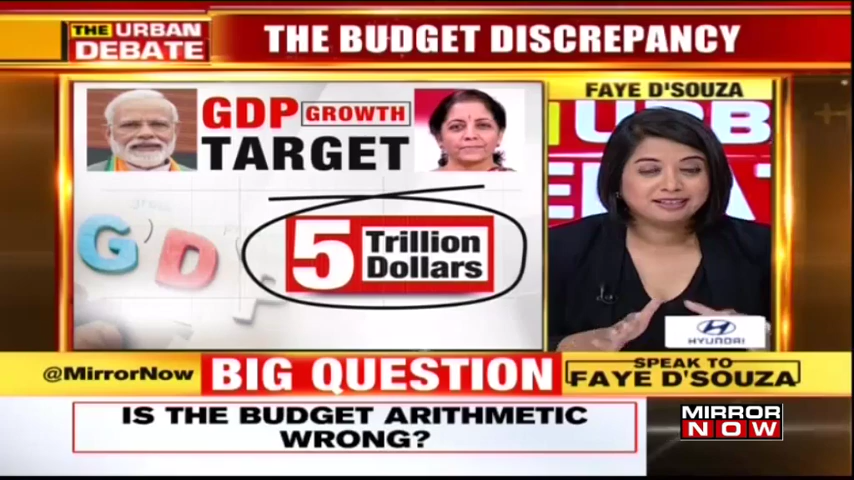 THE URBAN
DEBATE
THE BUDGET DISCREPANCY
GDP GROWTH
TARGET
5 Trillion
Dollars
G D P
FAYE D'SOUZA
URB
HYUNDAI
@MirrorNow
BIG QUESTION
SPEAK TO
FAYE D'SOUZA
IS THE BUDGET ARITHMETIC
WRONG?
MIRROR
NOW